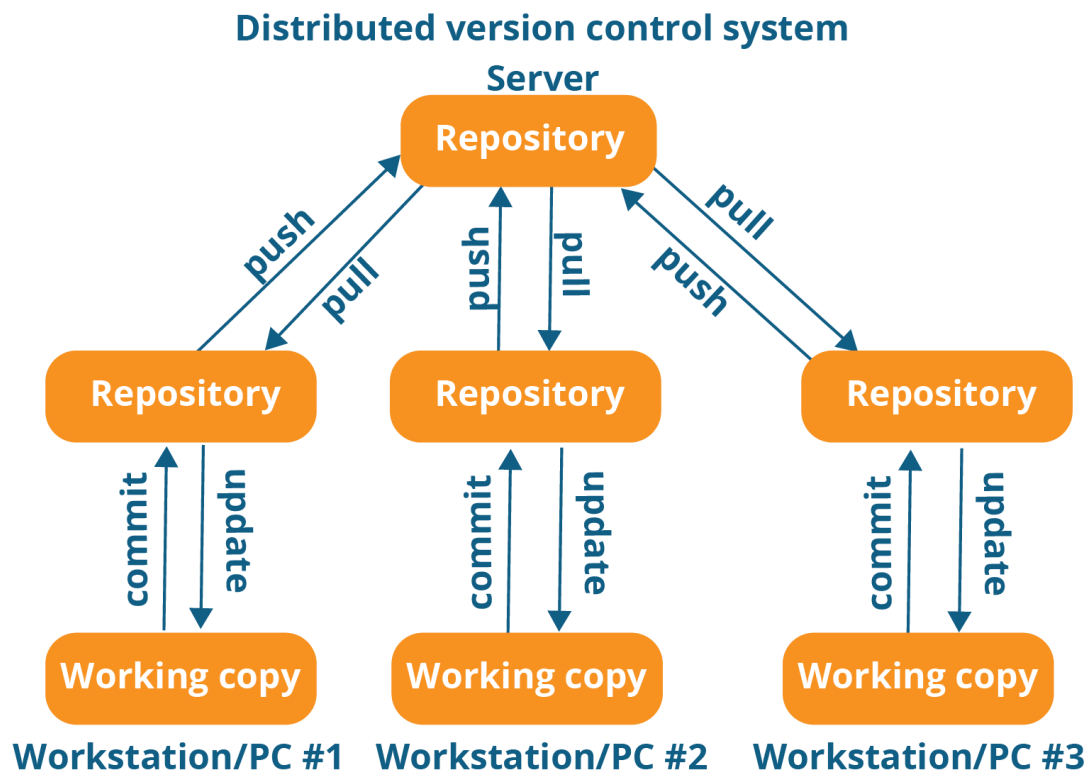 Distributed version control system
Server
Repository
push
pull
push
pull
push
pull
Repository
Repository
Repository
commit
update
commit
update
commit
update
Working copy
Working copy
Working copy
Workstation/PC #1
Workstation/PC #2
Workstation/PC #3